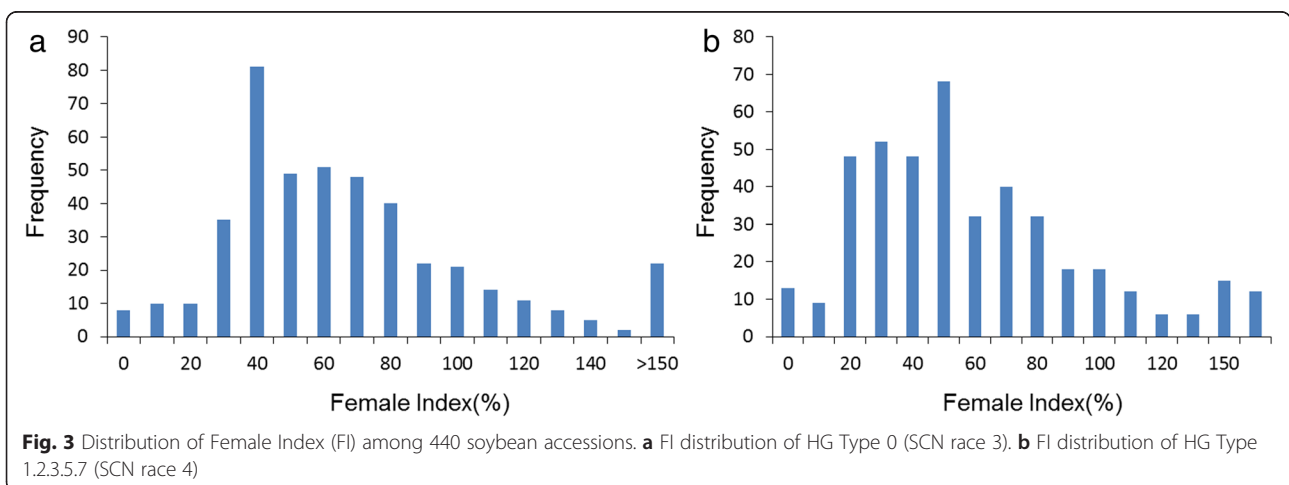 a
90
80
70
60
50
40
30
20
10
0
Frequency
0 20 40 60 80 100 120 140 >150
Female Index(%)
b
80
70
60
50
40
30
20
10
0
Frequency
0 20 40 60 80 100 120 150
Female Index(%)
Fig. 3 Distribution of Female Index (FI) among 440 soybean accessions. a FI distribution of HG Type 0 (SCN race 3). b FI distribution of HG Type
1.2.3.5.7 (SCN race 4)